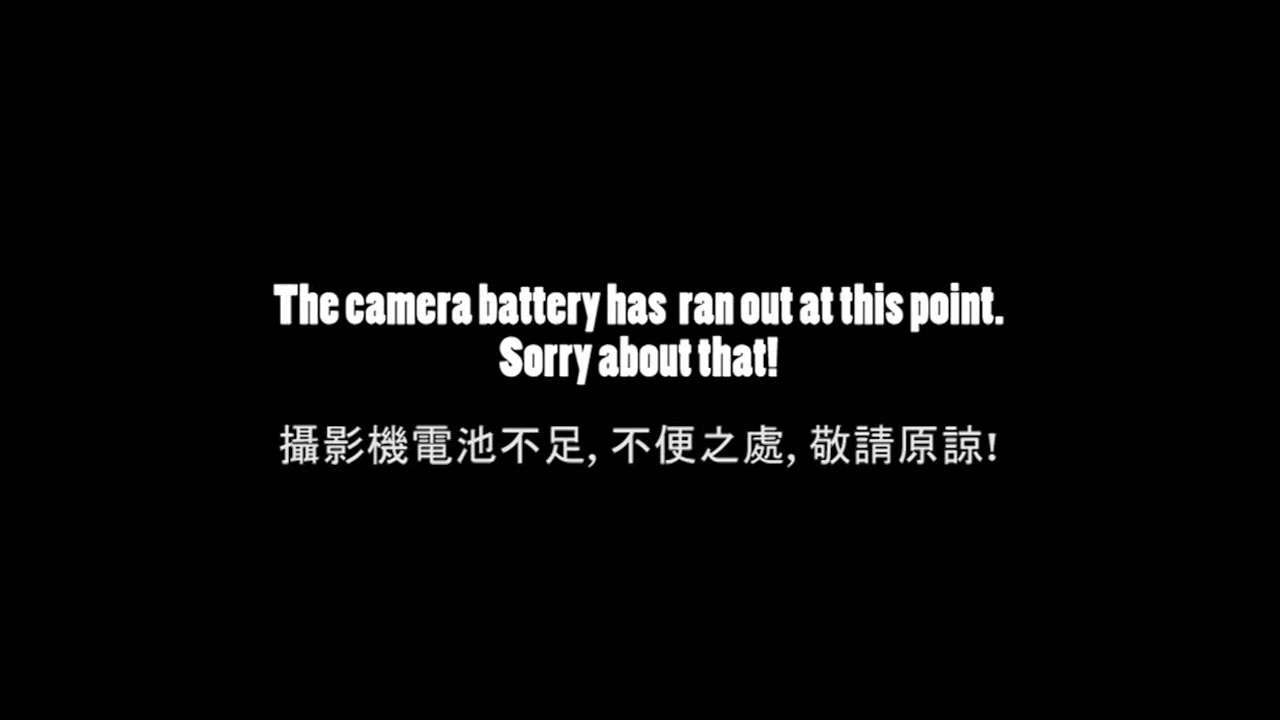 The camera battery has  ran out at this point.
Sorry about that!
攝影機電池不足, 不便之處, 敬請原諒!